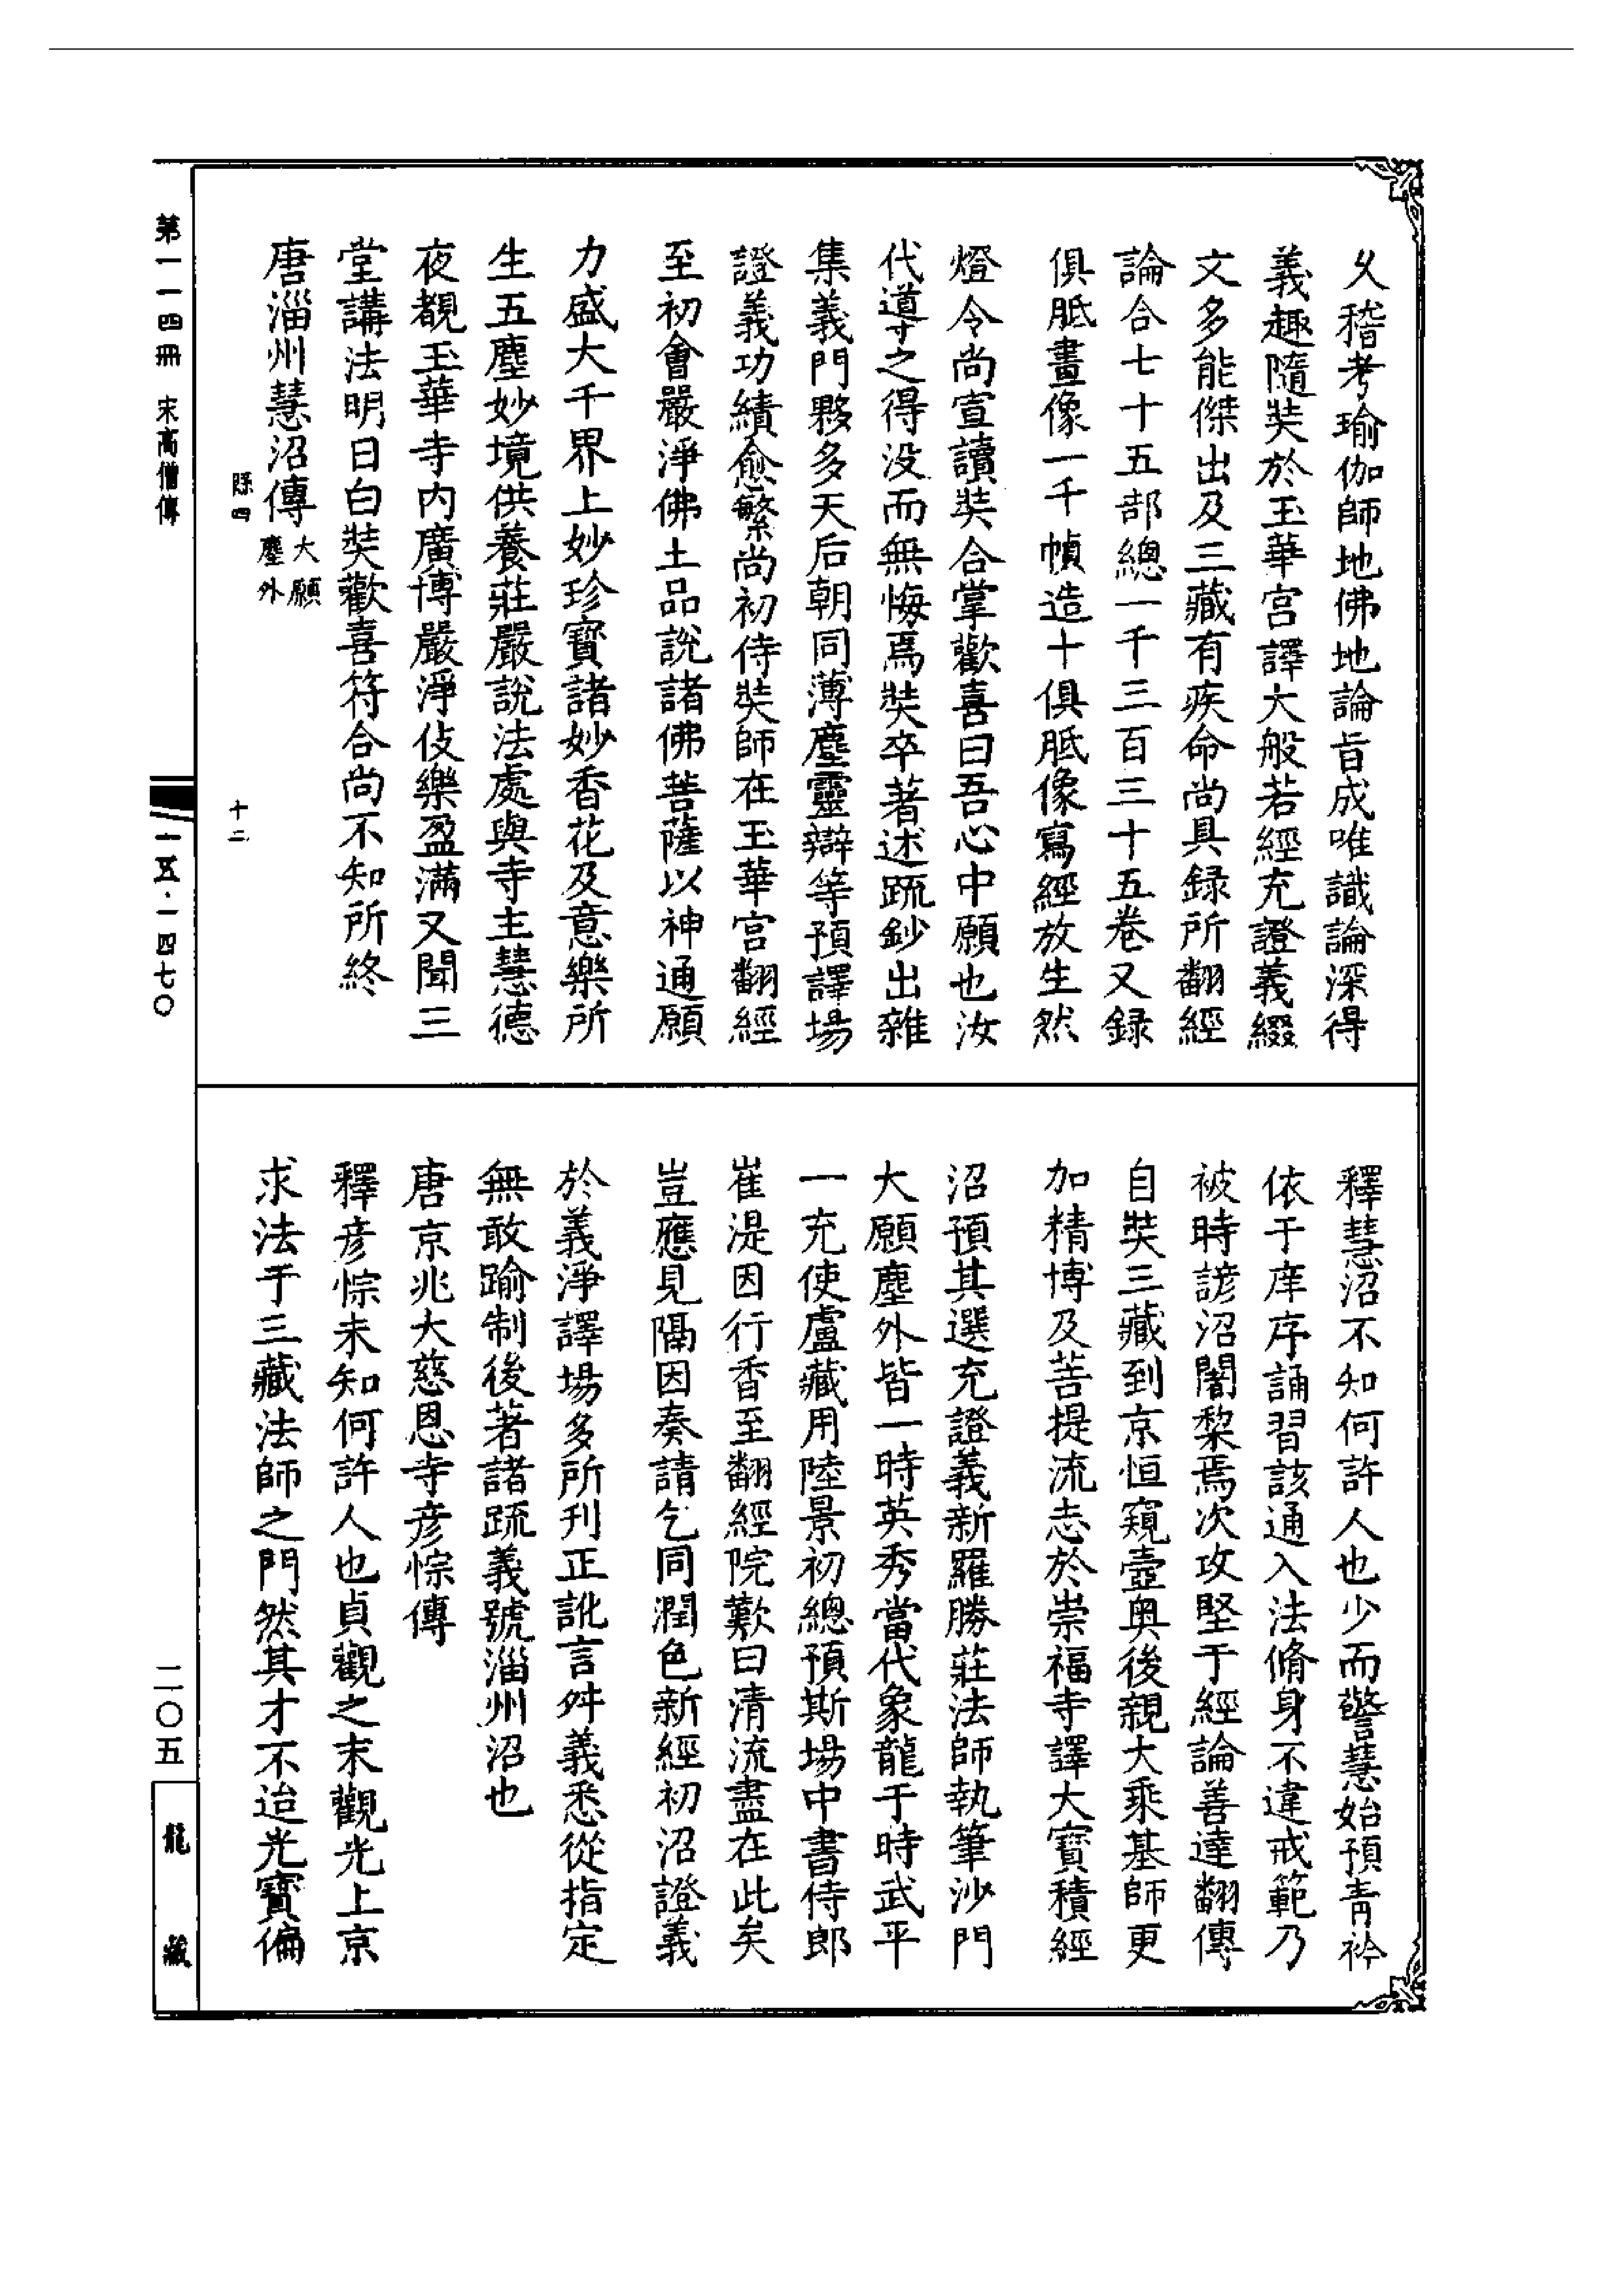 久稽考瑜伽師地佛地論旨成唯識論深得
義趣隨奘於玉華宮譯大般若經充證義綴
文多能傑出及三藏有疾命尚具録所翻經
論合七十五部總一千三百三十五卷又録
俱胝畫像一千幀造十俱胝像寫經放生然
燈令尚宣讀奘合掌歡喜曰吾心中願也汝
代導之得没而無悔焉奘卒著述疏鈔出雜
集義門夥多天后朝同薄塵靈辯等預譯場
證義功績愈繁尚初侍奘師在玉華宮翻經
至初會嚴淨佛土品說諸佛菩薩以神通願
力盛大千界上妙珍寶諸妙香花及意樂所
生五塵妙境供養莊嚴說法處與寺主慧德
夜覩玉華寺内廣博嚴淨伎樂盈滿又聞三
堂講法明日白奘歡喜符合尚不知所終
唐淄州慧沼傳大願塵外
縣四
十二
釋慧沼不知何許人也少而警慧始預青衿
依于庠序誦習該通入法脩身不違戒範乃
被時諺沼闍棃焉次攻堅于經論善達翻傳
自奘三藏到京恒窺壼奥後親大乘基師更
加精博及菩提流志於崇福寺譯大寶積經
沼預其選充證義新羅勝莊法師執筆沙門
大願塵外皆一時英秀當代象龍于時武平
一充使盧藏用陸景初總預斯場中書侍郎
崔湜因行香至翻經院歎曰清流盡在此矣
豈應見隔因奏請乞同潤色新經初沼證義
於義淨譯場多所刋正訛言舛義悉從指定
無敢踰制後著諸疏義號淄州沼也
唐京兆大慈恩寺彦悰傳
釋彦悰未知何許人也貞觀之末觀光上京
求法于三藏法師之門然其才不迨光寶偏
第一一四冊 宋高僧傳
一五·一四七〇
二〇五
龍藏